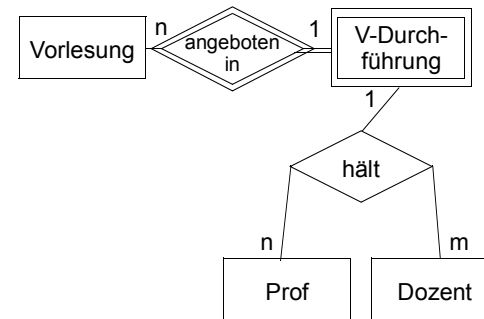 n
1
Vorlesung
angeboten
in
V-Durch-
führung
1
hält
n
m
Prof
Dozent